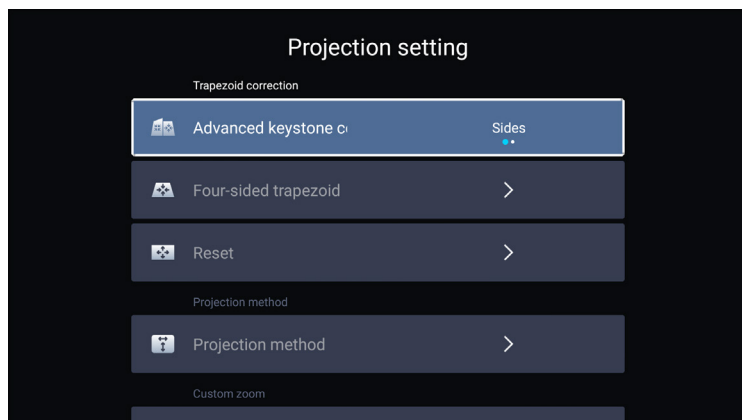 Projection setting
Trapezoid correction
Advanced keystone c
Sides
Four-sided trapezoid
Reset
Projection method
Projection method
Custom zoom